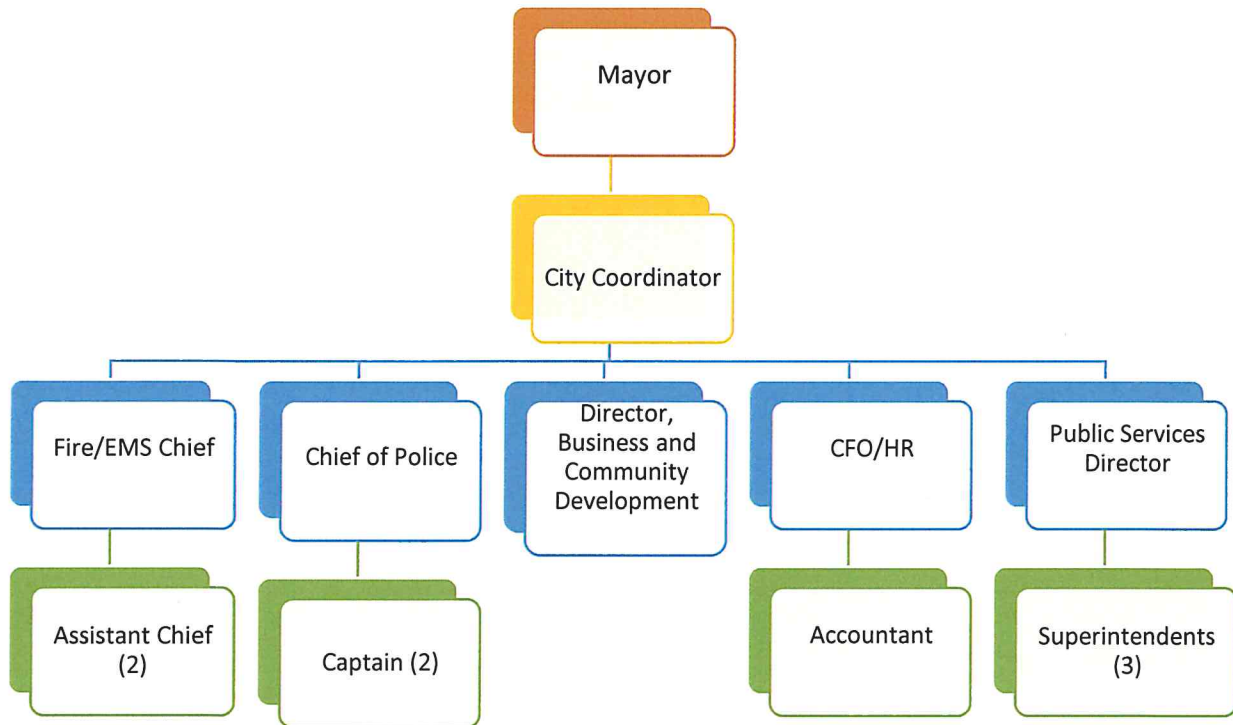 Mayor
City Coordinator
Fire/EMS Chief
Chief of Police
Director,
Business and
Community
Development
CFO/HR
Public Services
Director
Assistant Chief
(2)
Captain (2)
Accountant
Superintendents
(3)